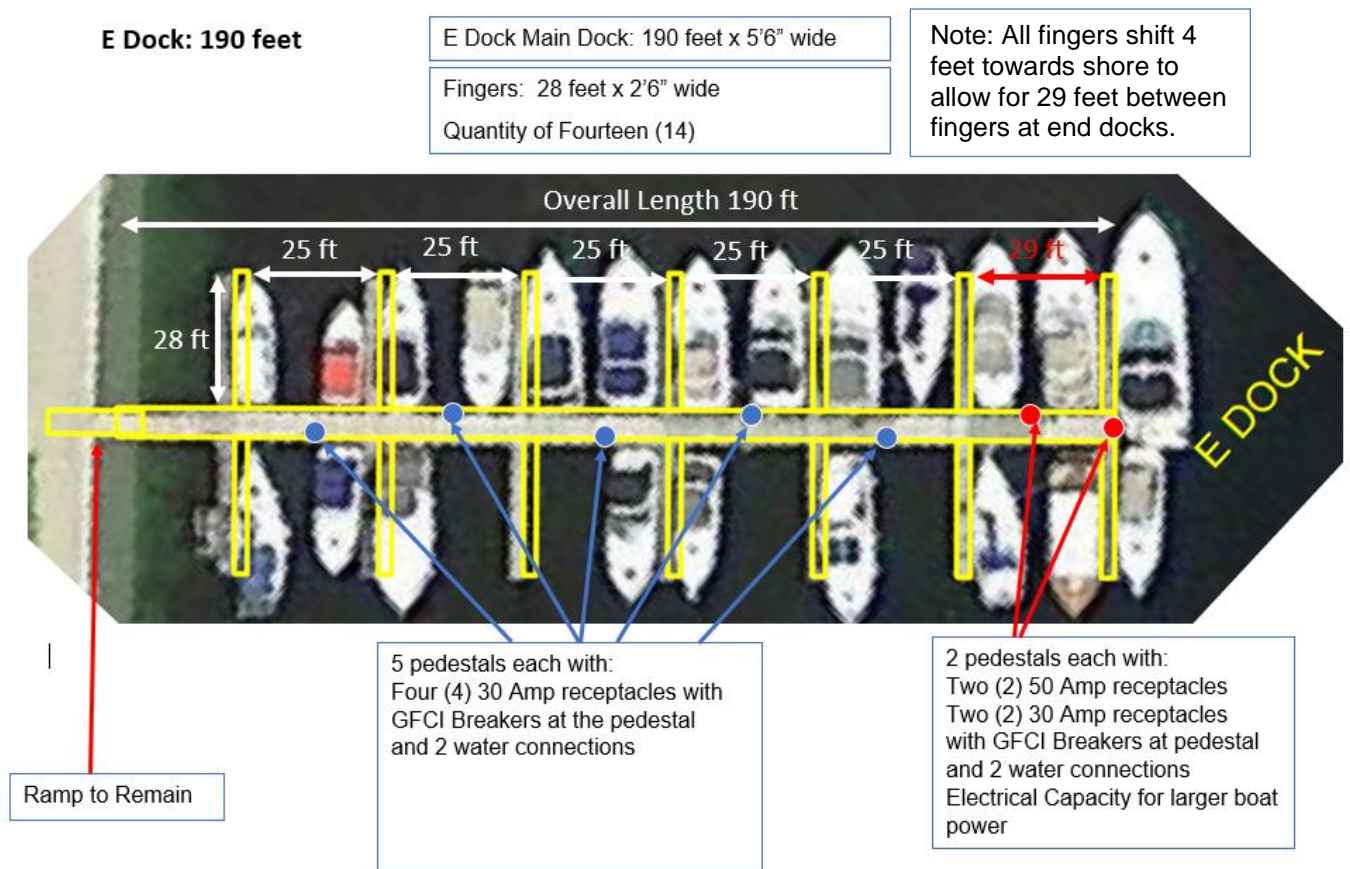 E Dock: 190 feet
E Dock Main Dock: 190 feet x 5’6” wide
Fingers:  28 feet x 2’6” wide
Quantity of Fourteen (14)
Note: All fingers shift 4
feet towards shore to
allow for 29 feet between
fingers at end docks.
Overall Length 190 ft
25 ft
25 ft
25 ft
25 ft
25 ft
29 ft
28 ft
E DOCK
5 pedestals each with:
Four (4) 30 Amp receptacles with
GFCI Breakers at the pedestal
and 2 water connections
2 pedestals each with:
Two (2) 50 Amp receptacles
Two (2) 30 Amp receptacles
with GFCI Breakers at pedestal
and 2 water connections
Electrical Capacity for larger boat
power
Ramp to Remain